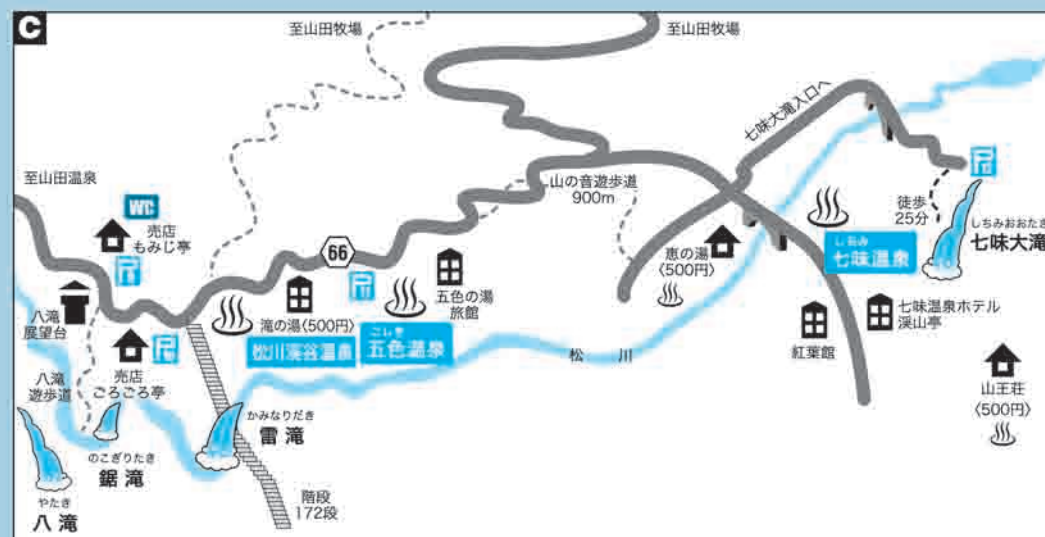 C
至山田牧場
至山田牧場
七味大滝入口へ
至山田温泉
WC
売店
もみじ亭
P
山の音遊歩道
900m
徒歩
25分
P
しちみおおたき
七味大滝
66
P
恵の湯
〈500円〉
しちみ
七味温泉
五色の湯
旅館
八滝
展望台
P
滝の湯〈500円〉
松川渓谷温泉
ごしき
五色温泉
七味温泉ホテル
渓山亭
紅葉館
松川
山王荘
〈500円〉
八滝
遊歩道
売店
ごろごろ亭
かみなりだき
雷滝
のこぎりたき
鋸滝
やたき
八滝
階段
172段